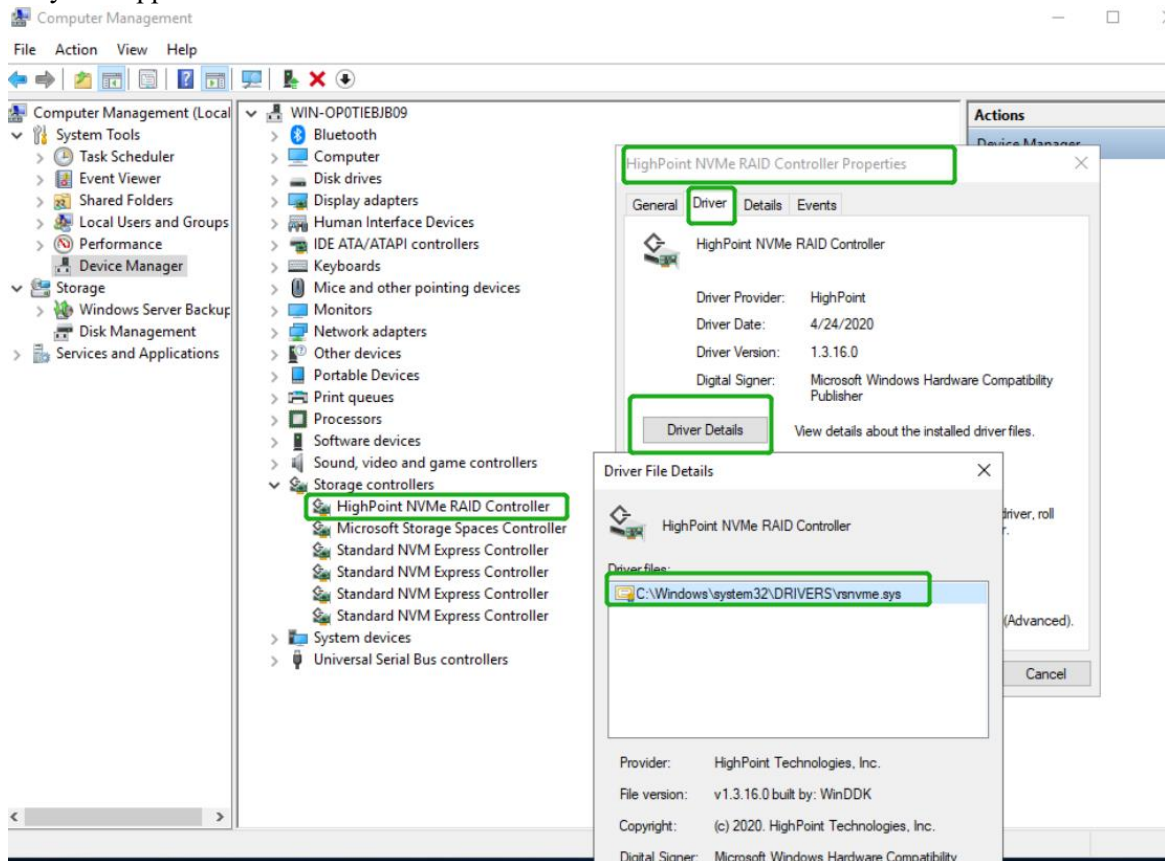 Computer Management
File Action View Help
Computer Management (Local
System Tools
Task Scheduler
Event Viewer
Shared Folders
Local Users and Groups
Performance
Device Manager
Storage
Windows Server Backup
Disk Management
Services and Applications
WIN-OP0TIEBJB09
Bluetooth
Computer
Disk drives
Display adapters
Human Interface Devices
IDE ATA/ATAPI controllers
Keyboards
Mice and other pointing devices
Monitors
Network adapters
Other devices
Portable Devices
Print queues
Processors
Software devices
Sound, video and game controllers
Storage controllers
HighPoint NVMe RAID Controller
Microsoft Storage Spaces Controller
Standard NVM Express Controller
Standard NVM Express Controller
Standard NVM Express Controller
Standard NVM Express Controller
System devices
Universal Serial Bus controllers
Actions
Device Manager
HighPoint NVMe RAID Controller Properties
General Driver Details Events
HighPoint NVMe RAID Controller
Driver Provider: HighPoint
Driver Date: 4/24/2020
Driver Version: 1.3.16.0
Digital Signer: Microsoft Windows Hardware Compatibility
Publisher
Driver Details View details about the installed driver files.
driver, roll
(Advanced).
Cancel
Driver File Details
HighPoint NVMe RAID Controller
Driver files:
C:\Windows\system32\DRIVERS\rsnvme.sys
Provider: HighPoint Technologies, Inc.
File version: v1.3.16.0 built by: WinDDK
Copyright: (c) 2020. HighPoint Technologies, Inc.
Digital Signer: Microsoft Windows Hardware Compatibility